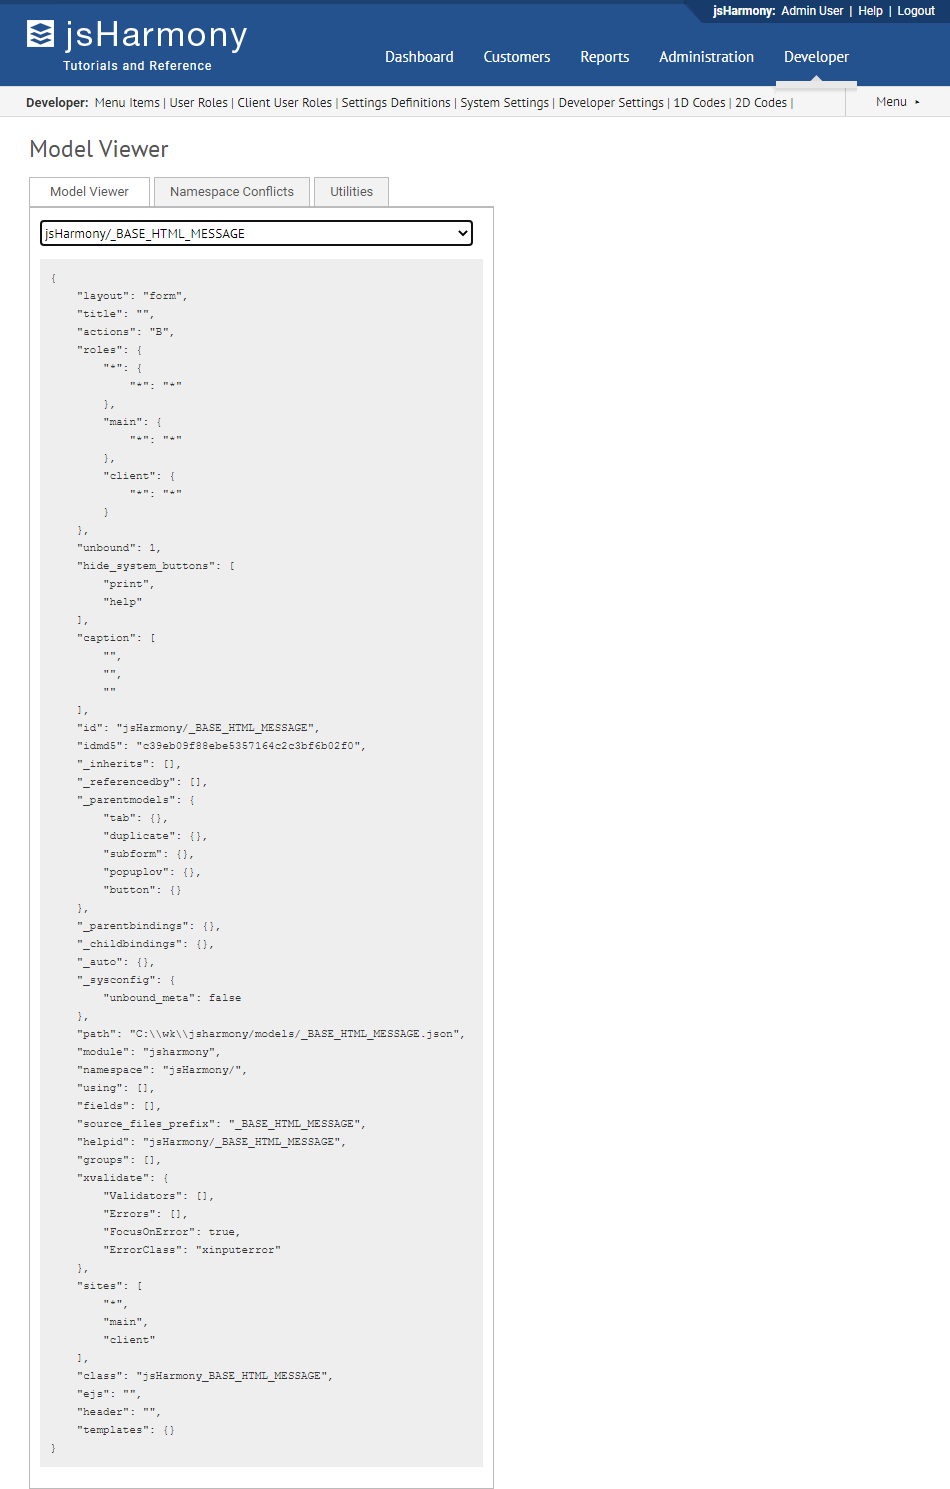 jsHarmony: Admin User | Help | Logout
jsHarmony
Tutorials and Reference
Dashboard Customers Reports Administration Developer
Developer: Menu Items | User Roles | Client User Roles | Settings Definitions | System Settings | Developer Settings | 1D Codes | 2D Codes | Menu
Model Viewer
Model Viewer Namespace Conflicts Utilities
jsHarmony/_BASE_HTML_MESSAGE
{
    "layout": "form",
    "title": "",
    "actions": "B",
    "roles": {
        "*": {
            "*": "*"
        },
        "main": {
            "*": "*"
        },
        "client": {
            "*": "*"
        }
    },
    "unbound": 1,
    "hide_system_buttons": [
        "print",
        "help"
    ],
    "caption": [
        "",
        "",
        ""
    ],
    "id": "jsHarmony/_BASE_HTML_MESSAGE",
    "idmd5": "c39eb09f88ebe5357164c2c3bf6b02f0",
    "_inherits": [],
    "_referencedby": [],
    "_parentmodels": {
        "tab": {},
        "duplicate": {},
        "subform": {},
        "popuplov": {},
        "button": {}
    },
    "_parentbindings": {},
    "_childbindings": {},
    "_auto": {},
    "_sysconfig": {
        "unbound_meta": false
    },
    "path": "C:\\wk\\jsharmony/models/_BASE_HTML_MESSAGE.json",
    "module": "jsharmony",
    "namespace": "jsHarmony/",
    "using": [],
    "fields": [],
    "source_files_prefix": "_BASE_HTML_MESSAGE",
    "helpid": "jsHarmony/_BASE_HTML_MESSAGE",
    "groups": [],
    "xvalidate": {
        "Validators": [],
        "Errors": [],
        "FocusOnError": true,
        "ErrorClass": "xinputerror"
    },
    "sites": [
        "*",
        "main",
        "client"
    ],
    "class": "jsHarmony_BASE_HTML_MESSAGE",
    "ejs": "",
    "header": "",
    "templates": {}
}